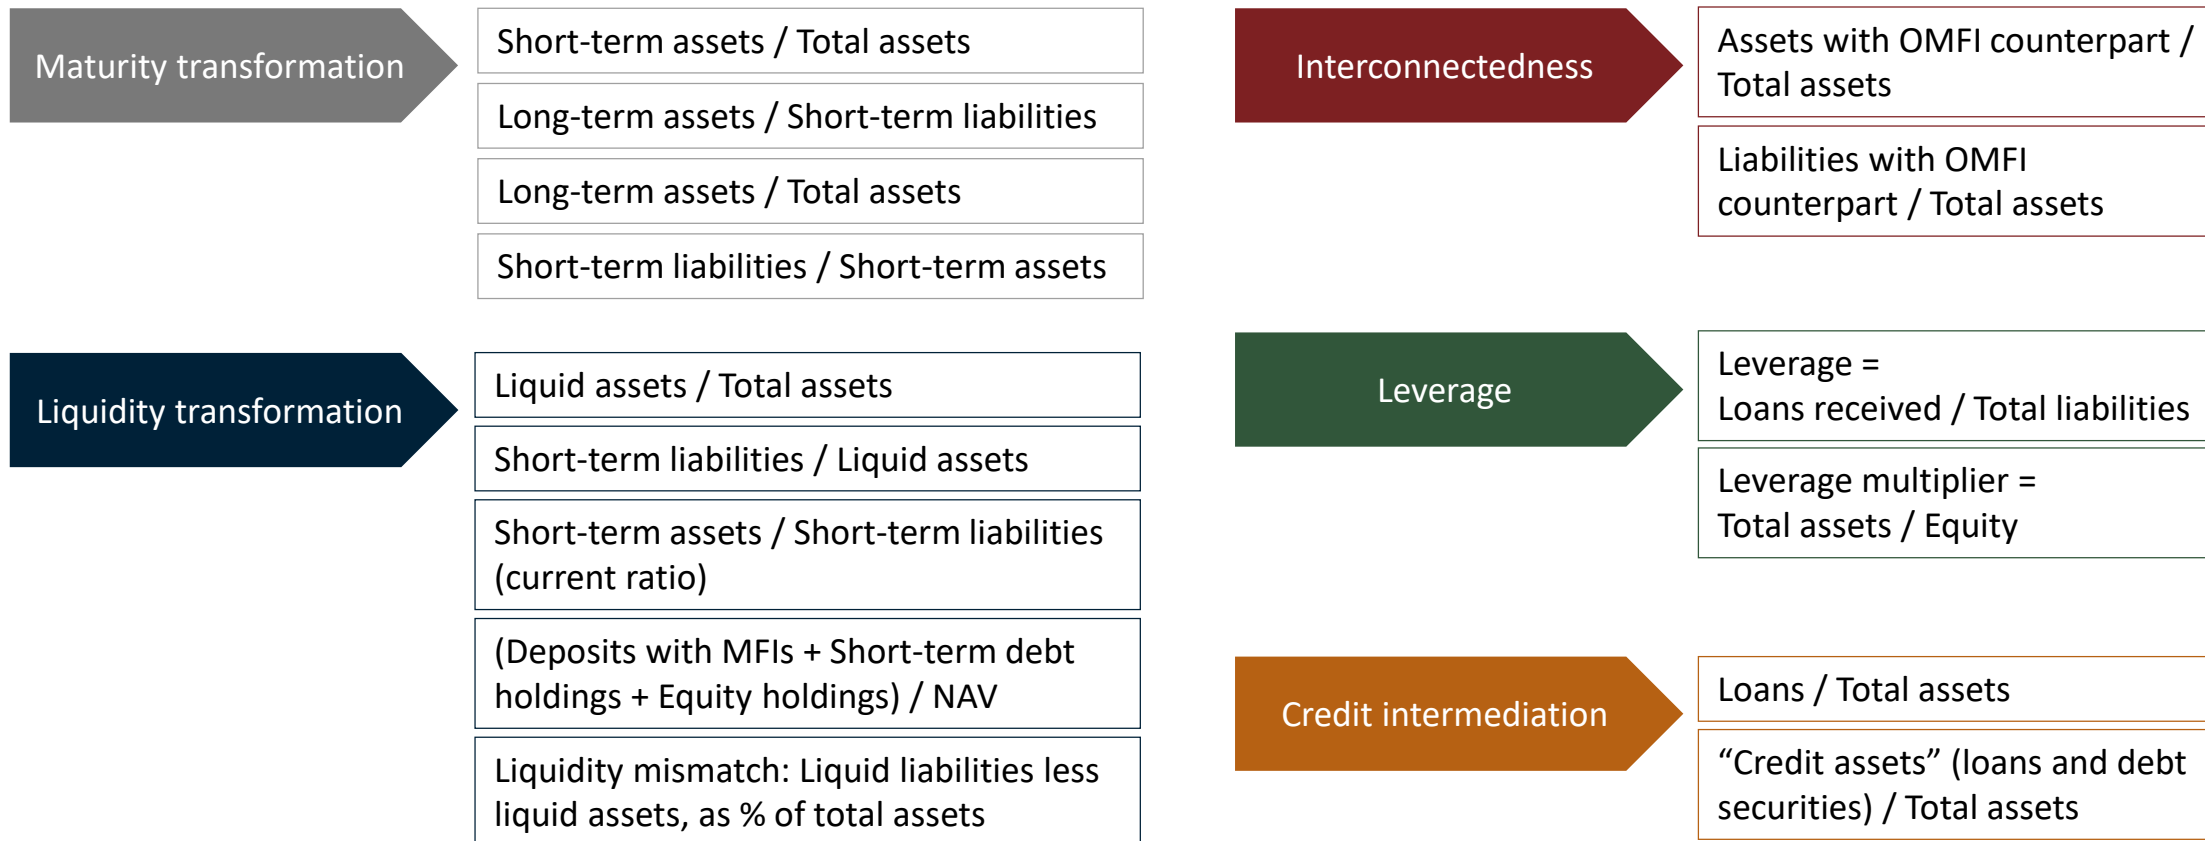 Maturity transformation
Short-term assets / Total assets
Long-term assets / Short-term liabilities
Long-term assets / Total assets
Short-term liabilities / Short-term assets
Liquidity transformation
Liquid assets / Total assets
Short-term liabilities / Liquid assets
Short-term assets / Short-term liabilities
(current ratio)
(Deposits with MFIs + Short-term debt
holdings + Equity holdings) / NAV
Liquidity mismatch: Liquid liabilities less
liquid assets, as % of total assets
Interconnectedness
Assets with OMFI counterpart /
Total assets
Liabilities with OMFI
counterpart / Total assets
Leverage
Leverage =
Loans received / Total liabilities
Leverage multiplier =
Total assets / Equity
Credit intermediation
Loans / Total assets
“Credit assets” (loans and debt
securities) / Total assets